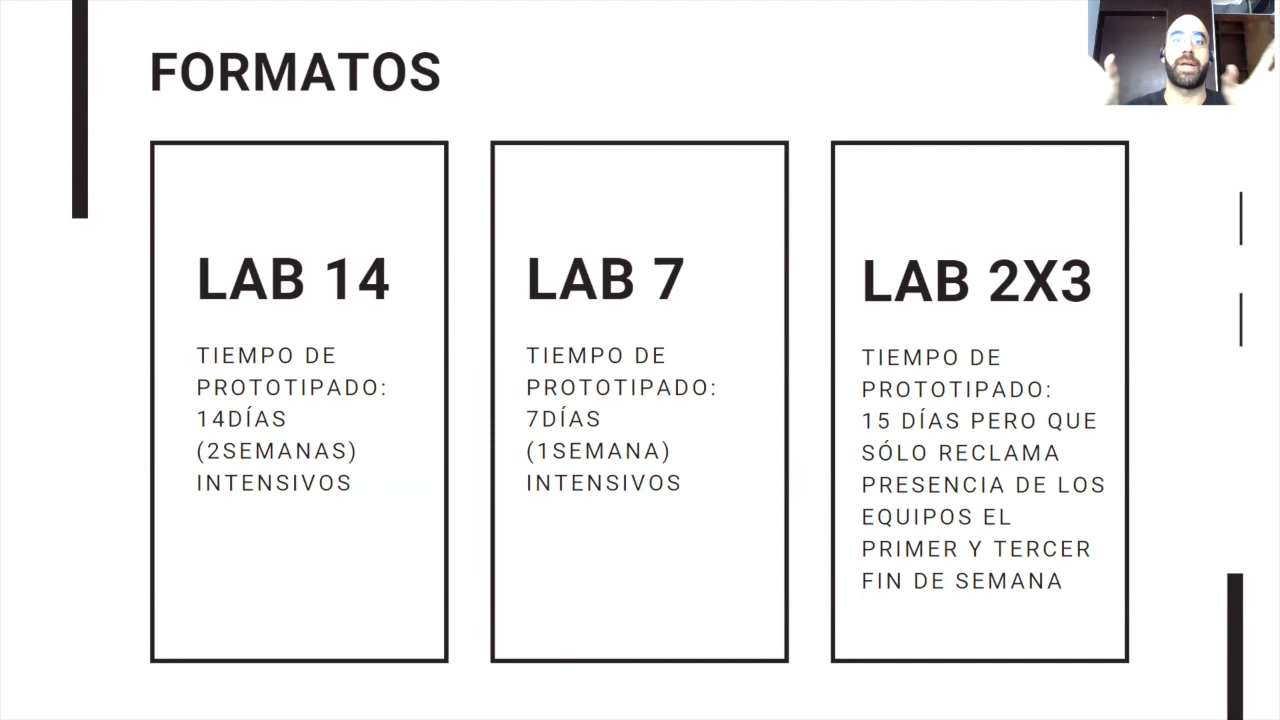 FORMATOS
LAB 14
TIEMPO DE
PROTOTIPADO:
14DÍAS
(2SEMANAS)
INTENSIVOS
LAB 7
TIEMPO DE
PROTOTIPADO:
7DÍAS
(1SEMANA)
INTENSIVOS
LAB 2X3
TIEMPO DE
PROTOTIPADO:
15 DÍAS PERO QUE
SÓLO RECLAMA
PRESENCIA DE LOS
EQUIPOS EL
PRIMER Y TERCER
FIN DE SEMANA